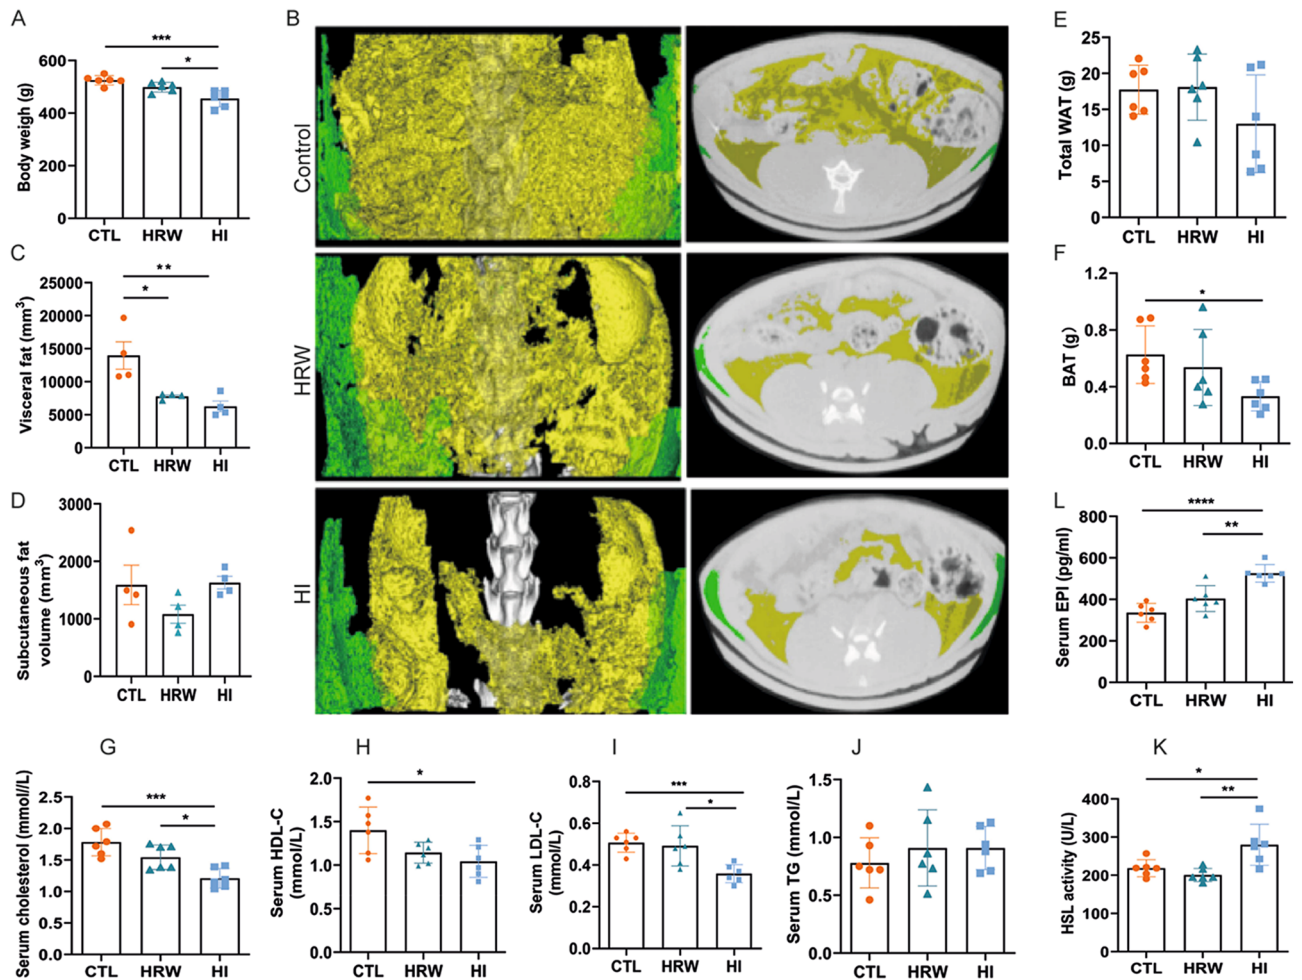 A
***
*
600
400
200
0
Body weigh (g)
CTL HRW HI
B
Control
HRW
HI
C
**
*
25000
20000
15000
10000
5000
0
Visceral fat (mm³)
CTL HRW HI
D
3000
2000
1000
0
Subcutaneous fat
volume (mm³)
CTL HRW HI
E
25
20
15
10
5
0
Total WAT (g)
CTL HRW HI
F
*
1.2
0.8
0.4
0.0
BAT (g)
CTL HRW HI
L
****
**
800
600
400
200
0
Serum EPI (pg/ml)
CTL HRW HI
G
***
*
2.5
2.0
1.5
1.0
0.5
0.0
Serum cholesterol (mmol//L)
CTL HRW HI
H
*
2.0
1.5
1.0
0.5
0.0
Serum HDL-C
(mmol/L)
CTL HRW HI
I
***
*
0.8
0.6
0.4
0.2
0.0
Serum LDL-C
(mmol/L)
CTL HRW HI
J
1.5
1.0
0.5
0.0
Serum TG (mmol/L)
CTL HRW HI
K
*
**
400
300
200
100
0
HSL activity (U/L)
CTL HRW HI